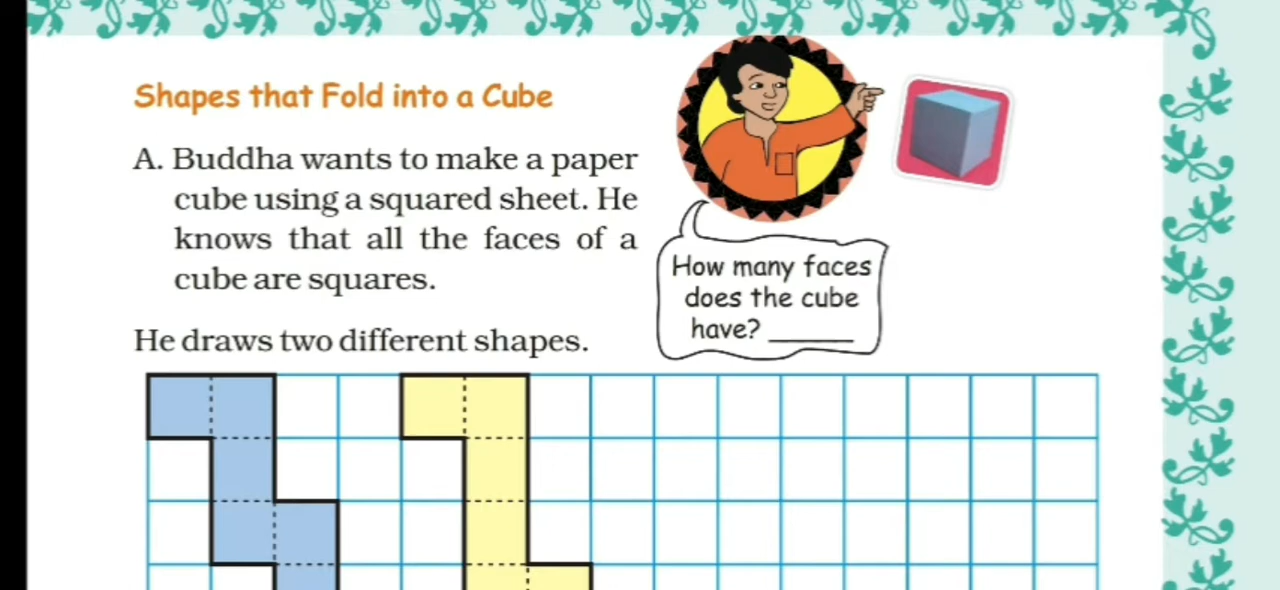 Shapes that Fold into a Cube
A. Buddha wants to make a paper
cube using a squared sheet. He
knows that all the faces of a
cube are squares.
He draws two different shapes.
How many faces
does the cube
have? ______